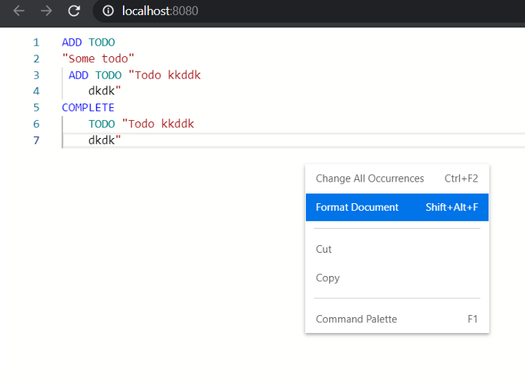 localhost:8080
1 ADD TODO
2 "Some todo"
3 ADD TODO "Todo kkddk
4 dkdk"
5 COMPLETE
6 TODO "Todo kkddk
7 dkdk"
Change All Occurrences Ctrl+F2
Format Document Shift+Alt+F
Cut
Copy
Command Palette F1